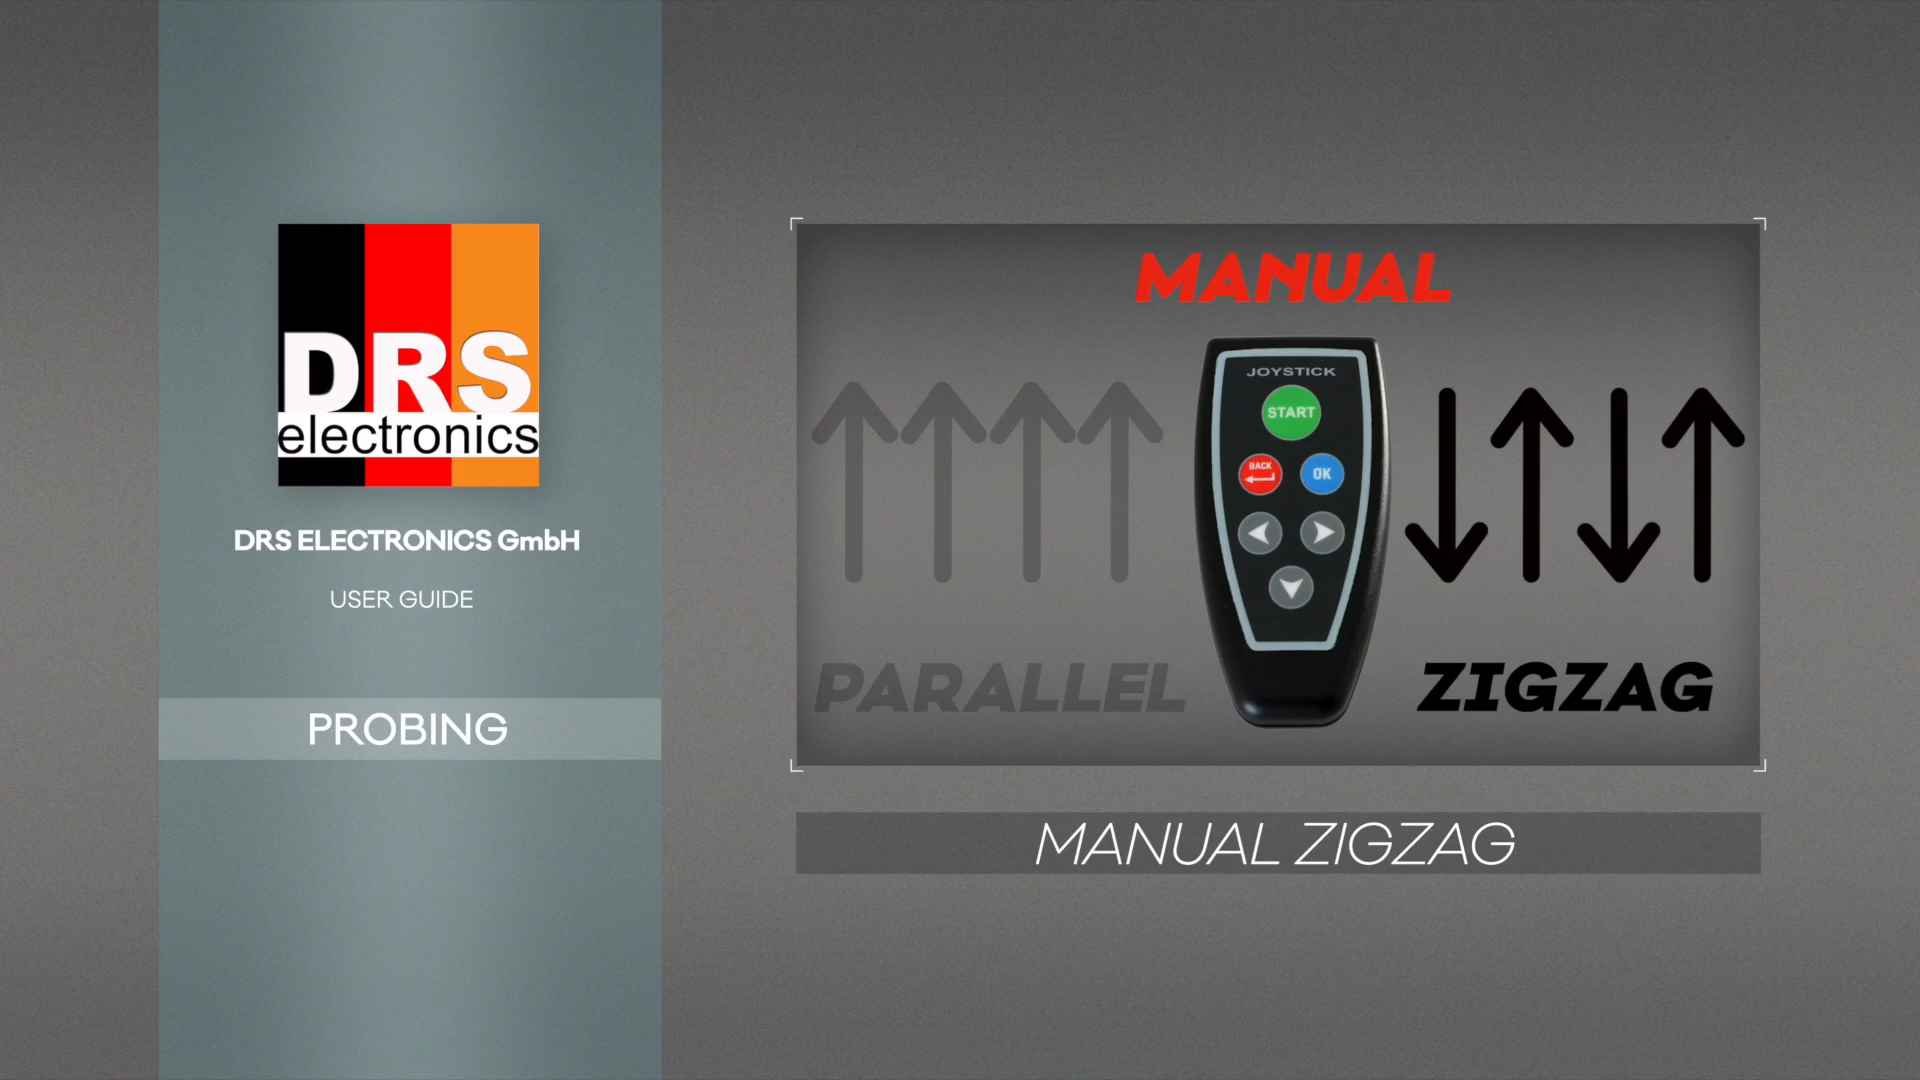 DRS
electronics
DRS ELECTRONICS GmbH
USER GUIDE
PROBING
MANUAL
JOYSTICK
START
BACK
OK
PARALLEL
ZIGZAG
MANUAL ZIGZAG